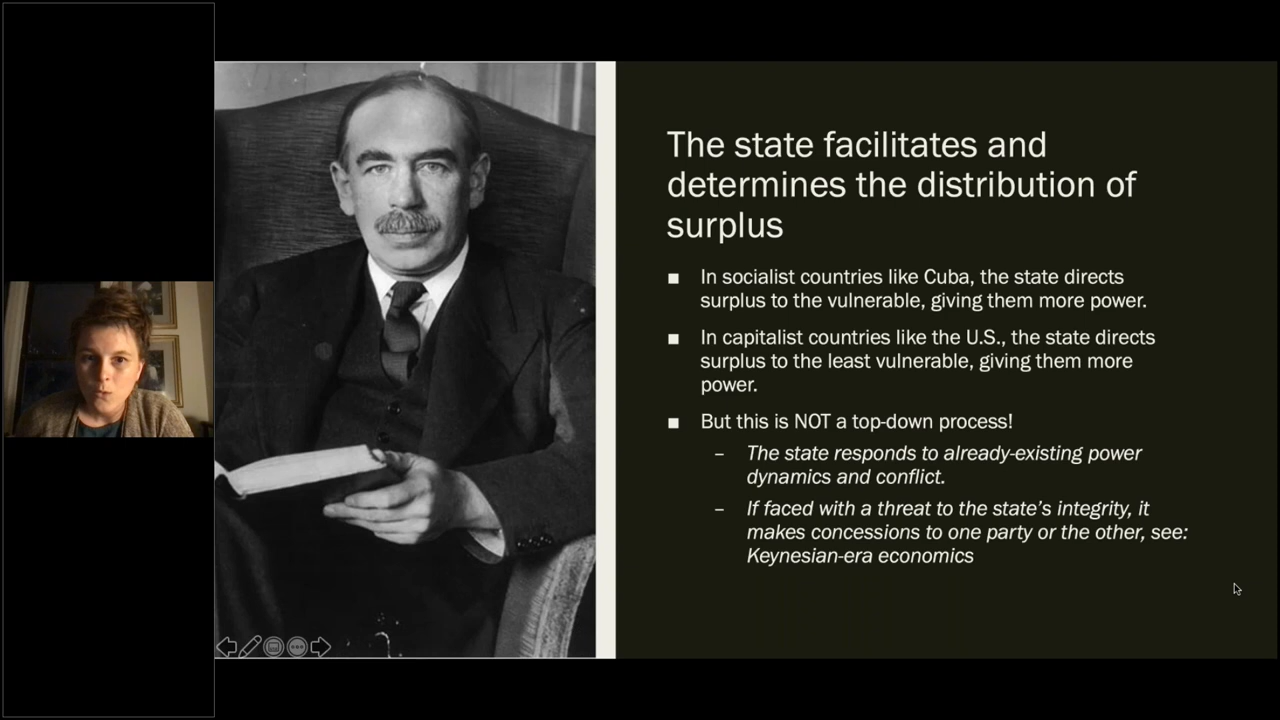 The state facilitates and
determines the distribution of
surplus
■ In socialist countries like Cuba, the state directs
surplus to the vulnerable, giving them more power.
■ In capitalist countries like the U.S., the state directs
surplus to the least vulnerable, giving them more
power.
■ But this is NOT a top-down process!
– The state responds to already-existing power
dynamics and conflict.
– If faced with a threat to the state's integrity, it
makes concessions to one party or the other, see:
Keynesian-era economics